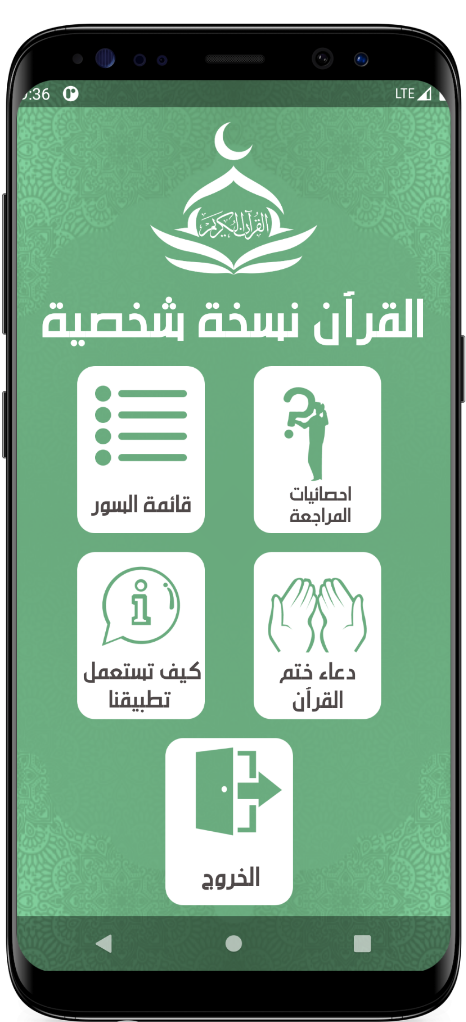 :36
LTE
القرآن الكريم
القرآن نسخة شخصية
احصائيات
المراجعة
قائمة السور
دعاء ختم
القرآن
كيف تستعمل
تطبيقنا
الخروج